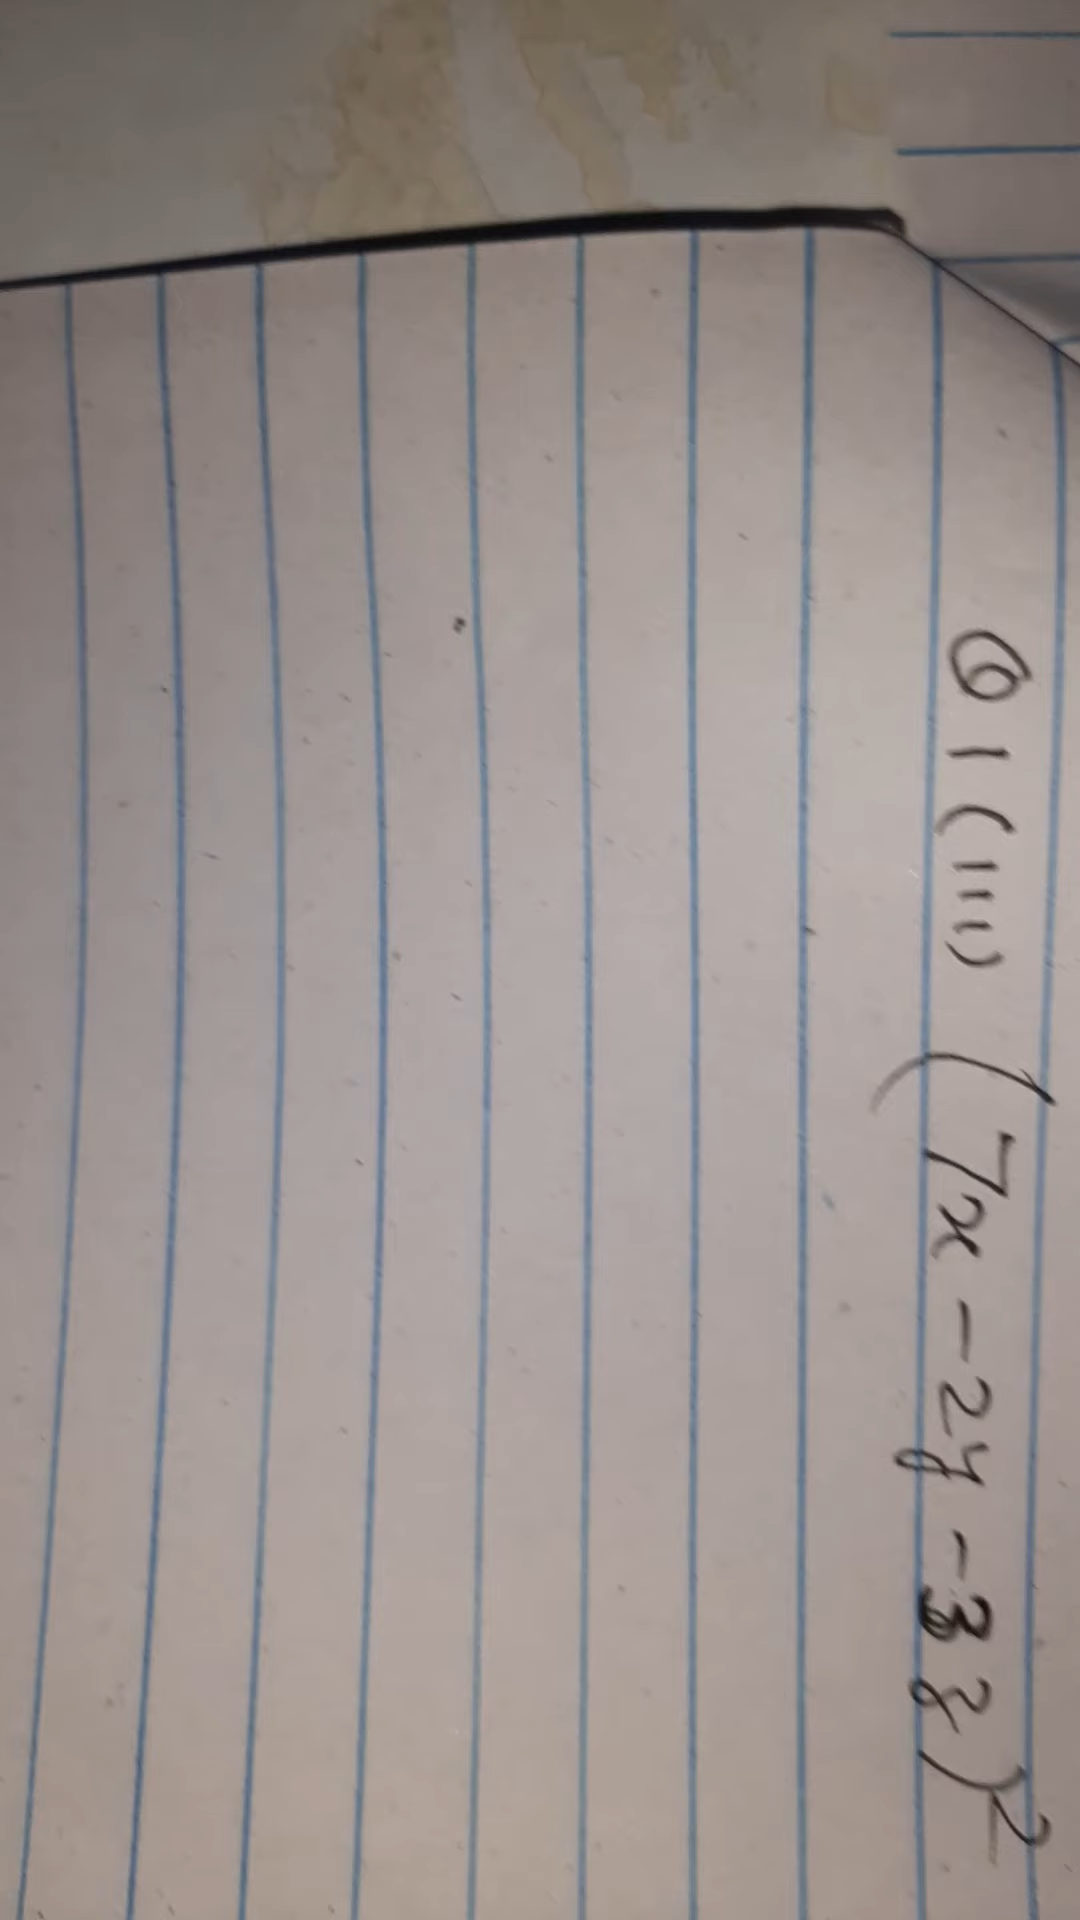 Q1(iii) (7x - 2y - 3z)²